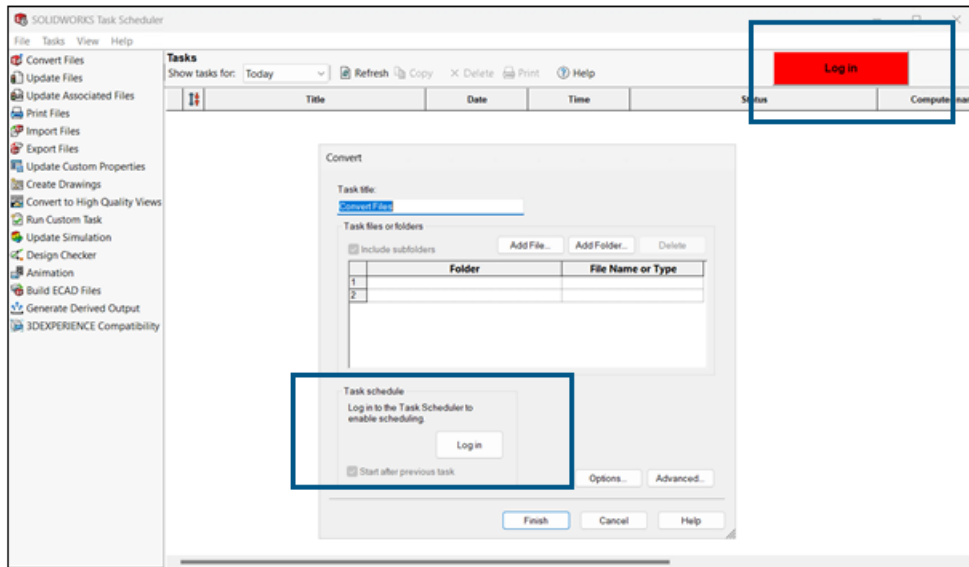 SOLIDWORKS Task Scheduler
File Tasks View Help
Convert Files
Update Files
Update Associated Files
Print Files
Import Files
Export Files
Update Custom Properties
Create Drawings
Convert to High Quality Views
Run Custom Task
Update Simulation
Design Checker
Animation
Build ECAD Files
Generate Derived Output
3DEXPERIENCE Compatibility
Tasks
Show tasks for: Today Refresh Copy Delete Print Help
Log in
Title Date Time Status
Convert
Task title:
Convert Files
Task files or folders
Include subfolders Add File... Add Folder... Delete
Folder File Name or Type
1
2
Task schedule
Log in to the Task Scheduler to
enable scheduling.
Log in
Start after previous task
Options... Advanced...
Finish Cancel Help